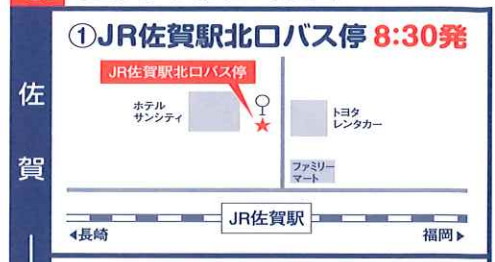 ①JR佐賀駅北口バス停 8:30発
JR佐賀駅北口バス停
佐賀
ホテル
サンシティ
トヨタ
レンタカー
ファミリー
マート
JR佐賀駅
◀長崎
福岡▶